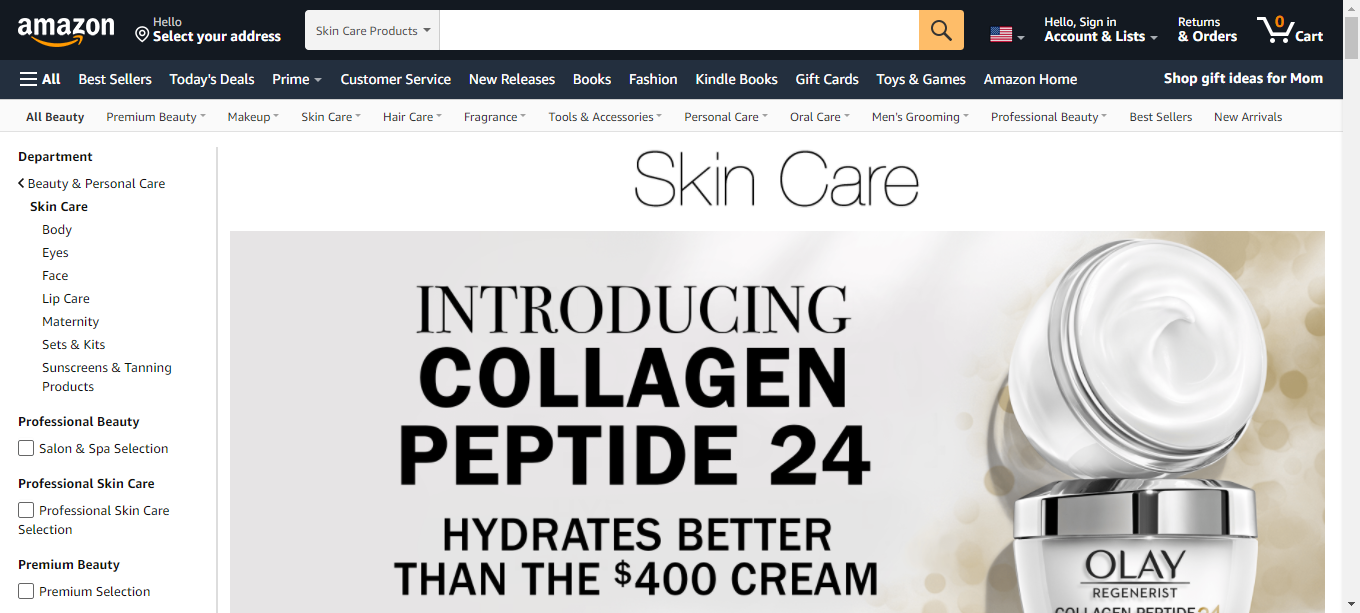 amazon
Hello
Select your address
Skin Care Products
Hello, Sign in
Account & Lists
Returns
& Orders
0
Cart
All Best Sellers Today's Deals Prime Customer Service New Releases Books Fashion Kindle Books Gift Cards Toys & Games Amazon Home Shop gift ideas for Mom
All Beauty Premium Beauty Makeup Skin Care Hair Care Fragrance Tools & Accessories Personal Care Oral Care Men's Grooming Professional Beauty Best Sellers New Arrivals
Department
Beauty & Personal Care
Skin Care
Body
Eyes
Face
Lip Care
Maternity
Sets & Kits
Sunscreens & Tanning
Products
Professional Beauty
Salon & Spa Selection
Professional Skin Care
Professional Skin Care
Selection
Premium Beauty
Premium Selection
Skin Care
INTRODUCING
COLLAGEN
PEPTIDE 24
HYDRATES BETTER
THAN THE $400 CREAM
OLAY
REGENERIST
COLLAGEN PEPTIDE 24